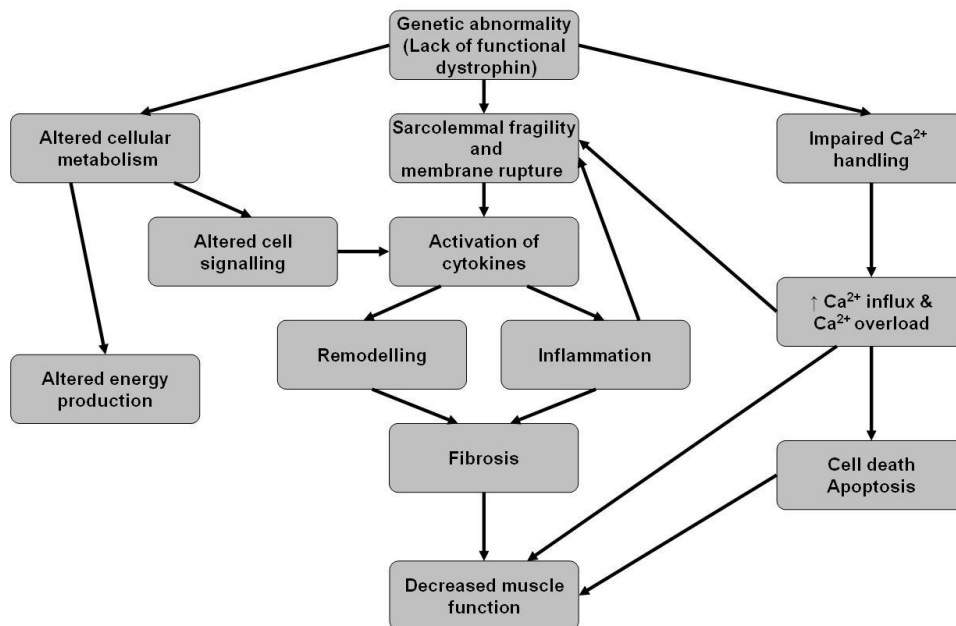 Genetic abnormality
(Lack of functional
dystrophin)
Altered cellular
metabolism
Sarcolemmal fragility
and
membrane rupture
Impaired Ca²⁺
handling
Altered cell
signalling
Activation of
cytokines
↑ Ca²⁺ influx &
Ca²⁺ overload
Remodelling
Inflammation
Altered energy
production
Fibrosis
Cell death
Apoptosis
Decreased muscle
function